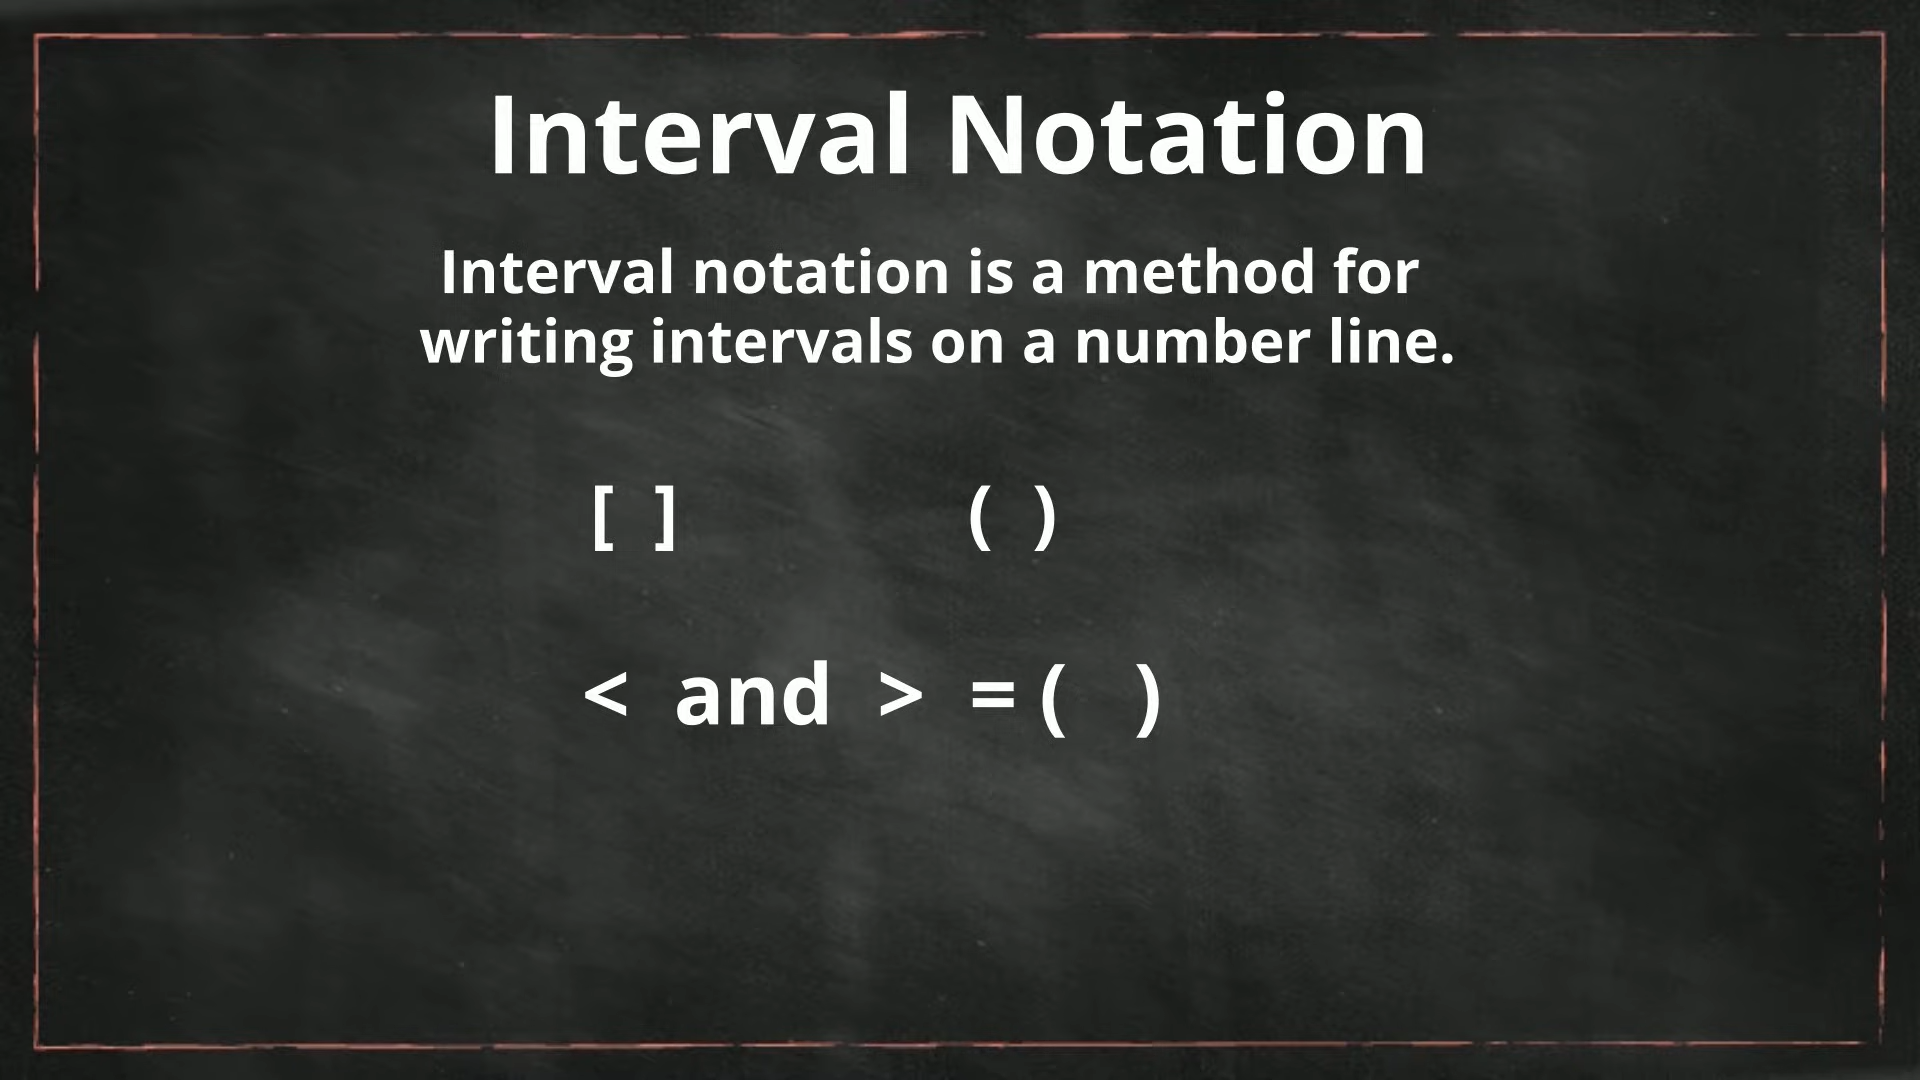 Interval Notation
Interval notation is a method for
writing intervals on a number line.
[ ] ( )
< and > = ( )